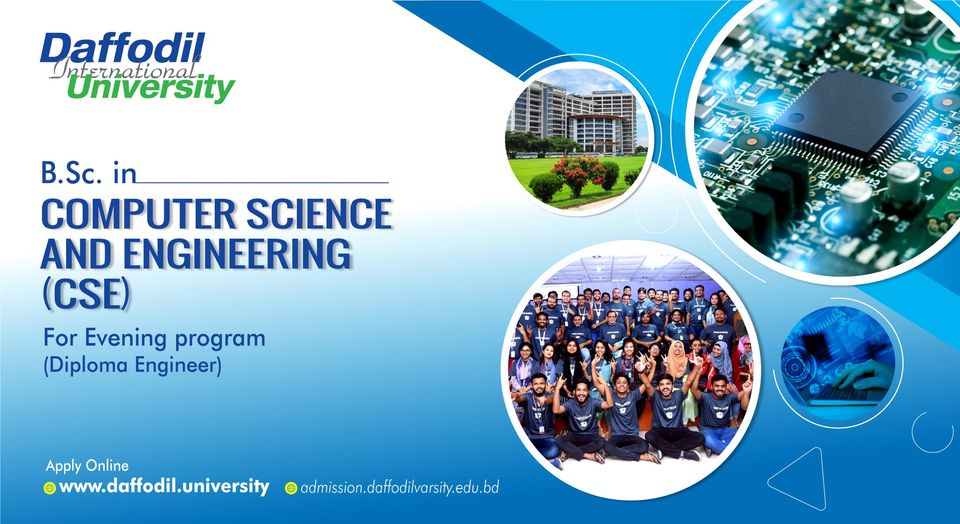 Daffodil
International
University
B.Sc. in
COMPUTER SCIENCE
AND ENGINEERING
(CSE)
For Evening program
(Diploma Engineer)
Apply Online
www.daffodil.university
admission.daffodilvarsity.edu.bd